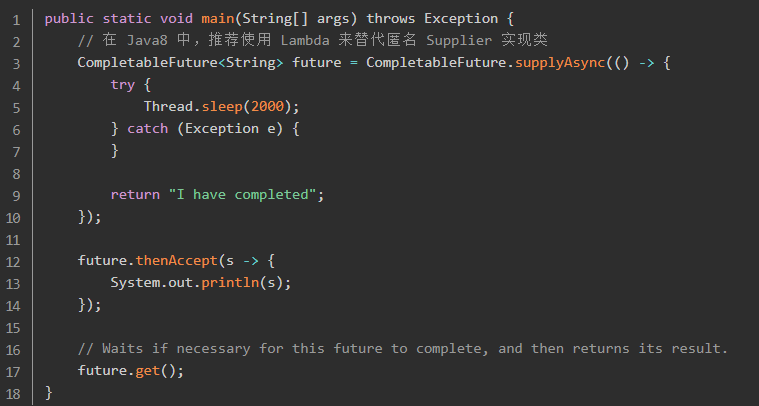 1 public static void main(String[] args) throws Exception {
2 // 在 Java8 中，推荐使用 Lambda 来替代匿名 Supplier 实现类
3 CompletableFuture<String> future = CompletableFuture.supplyAsync(() -> {
4 try {
5 Thread.sleep(2000);
6 } catch (Exception e) {
7 }
8
9 return "I have completed";
10 });
11
12 future.thenAccept(s -> {
13 System.out.println(s);
14 });
15
16 // Waits if necessary for this future to complete, and then returns its result.
17 future.get();
18 }